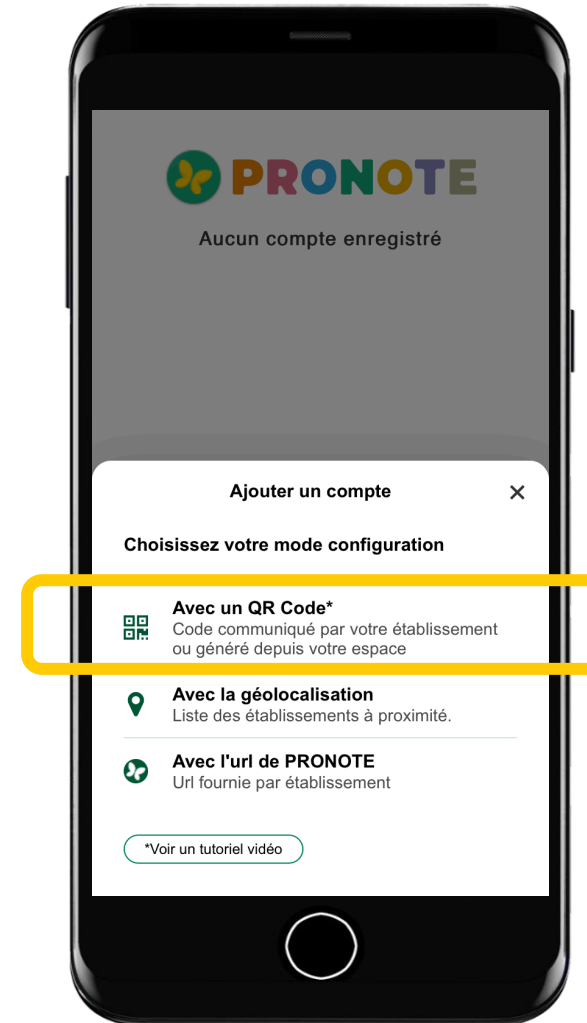 PRONOTE
Aucun compte enregistré
Ajouter un compte
Choisissez votre mode configuration
Avec un QR Code*
Code communiqué par votre établissement
ou généré depuis votre espace
Avec la géolocalisation
Liste des établissements à proximité.
Avec l'url de PRONOTE
Url fournie par établissement
*Voir un tutoriel vidéo